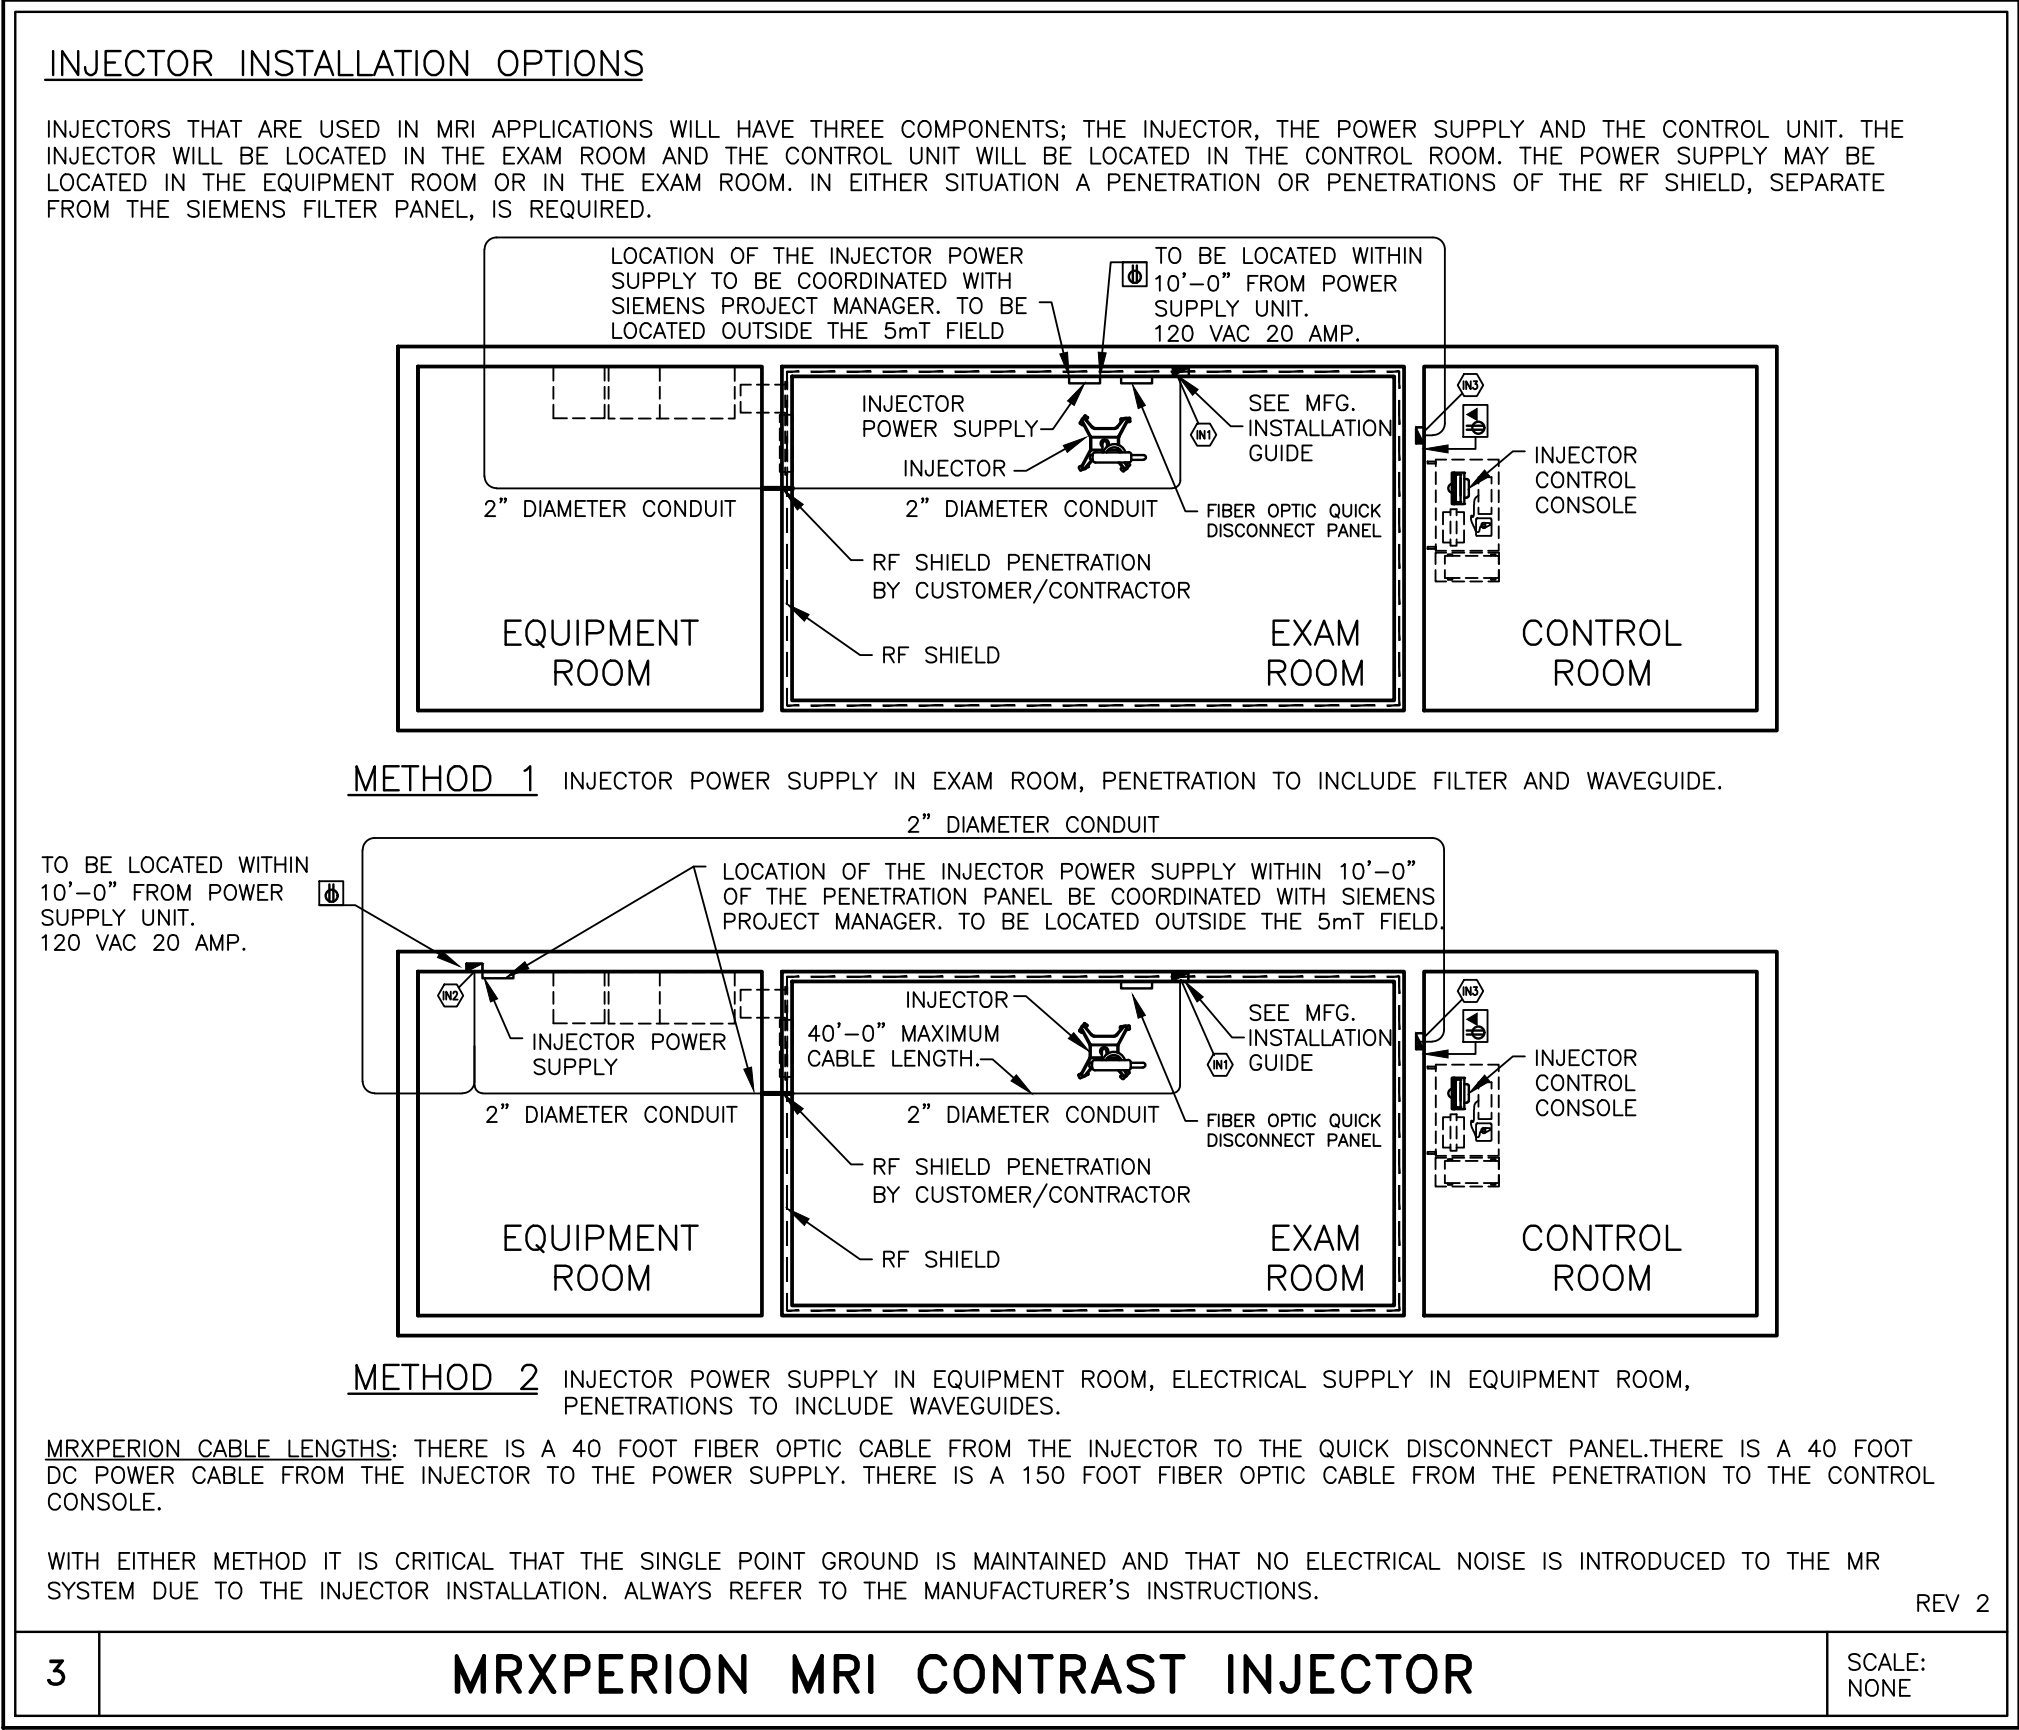 INJECTOR INSTALLATION OPTIONS
INJECTORS THAT ARE USED IN MRI APPLICATIONS WILL HAVE THREE COMPONENTS; THE INJECTOR, THE POWER SUPPLY AND THE CONTROL UNIT. THE
INJECTOR WILL BE LOCATED IN THE EXAM ROOM AND THE CONTROL UNIT WILL BE LOCATED IN THE CONTROL ROOM. THE POWER SUPPLY MAY BE
LOCATED IN THE EQUIPMENT ROOM OR IN THE EXAM ROOM. IN EITHER SITUATION A PENETRATION OR PENETRATIONS OF THE RF SHIELD, SEPARATE
FROM THE SIEMENS FILTER PANEL, IS REQUIRED.
LOCATION OF THE INJECTOR POWER
SUPPLY TO BE COORDINATED WITH
SIEMENS PROJECT MANAGER. TO BE
LOCATED OUTSIDE THE 5mT FIELD
TO BE LOCATED WITHIN
10'-0" FROM POWER
SUPPLY UNIT.
120 VAC 20 AMP.
INJECTOR
POWER SUPPLY
INJECTOR
IN1
SEE MFG.
INSTALLATION
GUIDE
IN3
INJECTOR
CONTROL
CONSOLE
2" DIAMETER CONDUIT
2" DIAMETER CONDUIT
FIBER OPTIC QUICK
DISCONNECT PANEL
RF SHIELD PENETRATION
BY CUSTOMER/CONTRACTOR
RF SHIELD
EQUIPMENT
ROOM
EXAM
ROOM
CONTROL
ROOM
METHOD 1 INJECTOR POWER SUPPLY IN EXAM ROOM, PENETRATION TO INCLUDE FILTER AND WAVEGUIDE.
2" DIAMETER CONDUIT
TO BE LOCATED WITHIN
10'-0" FROM POWER
SUPPLY UNIT.
120 VAC 20 AMP.
LOCATION OF THE INJECTOR POWER SUPPLY WITHIN 10'-0"
OF THE PENETRATION PANEL BE COORDINATED WITH SIEMENS
PROJECT MANAGER. TO BE LOCATED OUTSIDE THE 5mT FIELD.
IN2
INJECTOR POWER
SUPPLY
INJECTOR
40'-0" MAXIMUM
CABLE LENGTH.
IN1
SEE MFG.
INSTALLATION
GUIDE
IN3
INJECTOR
CONTROL
CONSOLE
2" DIAMETER CONDUIT
2" DIAMETER CONDUIT
FIBER OPTIC QUICK
DISCONNECT PANEL
RF SHIELD PENETRATION
BY CUSTOMER/CONTRACTOR
RF SHIELD
EQUIPMENT
ROOM
EXAM
ROOM
CONTROL
ROOM
METHOD 2 INJECTOR POWER SUPPLY IN EQUIPMENT ROOM, ELECTRICAL SUPPLY IN EQUIPMENT ROOM,
PENETRATIONS TO INCLUDE WAVEGUIDES.
MRXPERION CABLE LENGTHS: THERE IS A 40 FOOT FIBER OPTIC CABLE FROM THE INJECTOR TO THE QUICK DISCONNECT PANEL.THERE IS A 40 FOOT
DC POWER CABLE FROM THE INJECTOR TO THE POWER SUPPLY. THERE IS A 150 FOOT FIBER OPTIC CABLE FROM THE PENETRATION TO THE CONTROL
CONSOLE.
WITH EITHER METHOD IT IS CRITICAL THAT THE SINGLE POINT GROUND IS MAINTAINED AND THAT NO ELECTRICAL NOISE IS INTRODUCED TO THE MR
SYSTEM DUE TO THE INJECTOR INSTALLATION. ALWAYS REFER TO THE MANUFACTURER'S INSTRUCTIONS.
REV 2
3
MRXPERION MRI CONTRAST INJECTOR
SCALE:
NONE